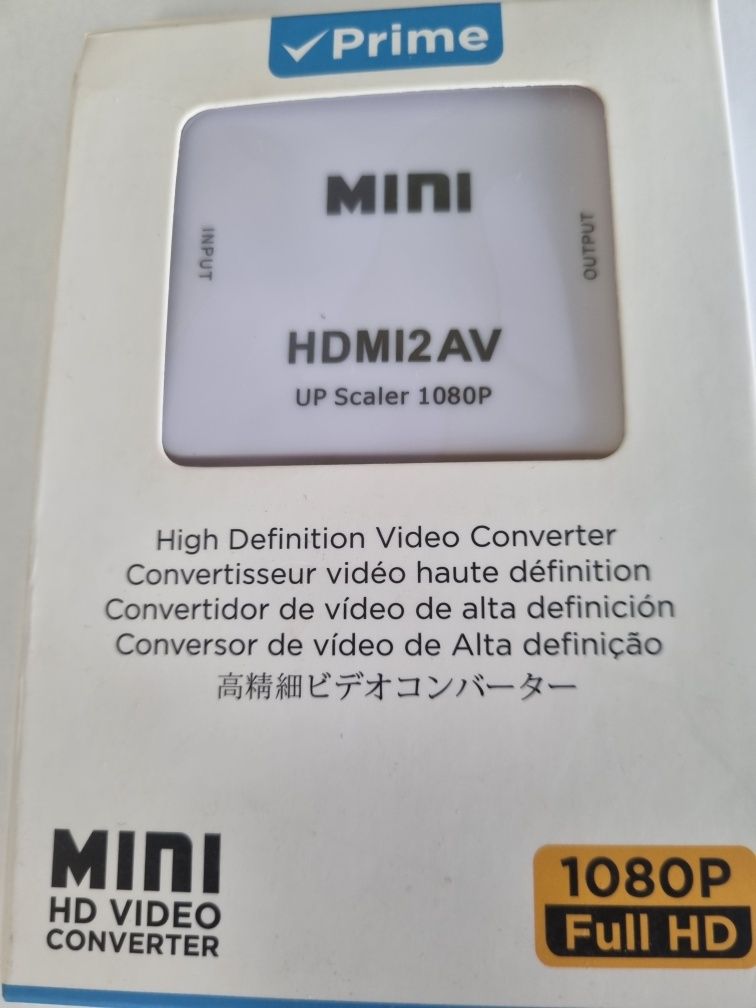 Prime
MINI
INPUT
OUTPUT
HDMI2AV
UP Scaler 1080P
High Definition Video Converter
Convertisseur vidéo haute définition
Convertidor de vídeo de alta definición
Conversor de vídeo de Alta definição
高精細ビデオコンバーター
MINI
HD VIDEO
CONVERTER
1080P
Full HD